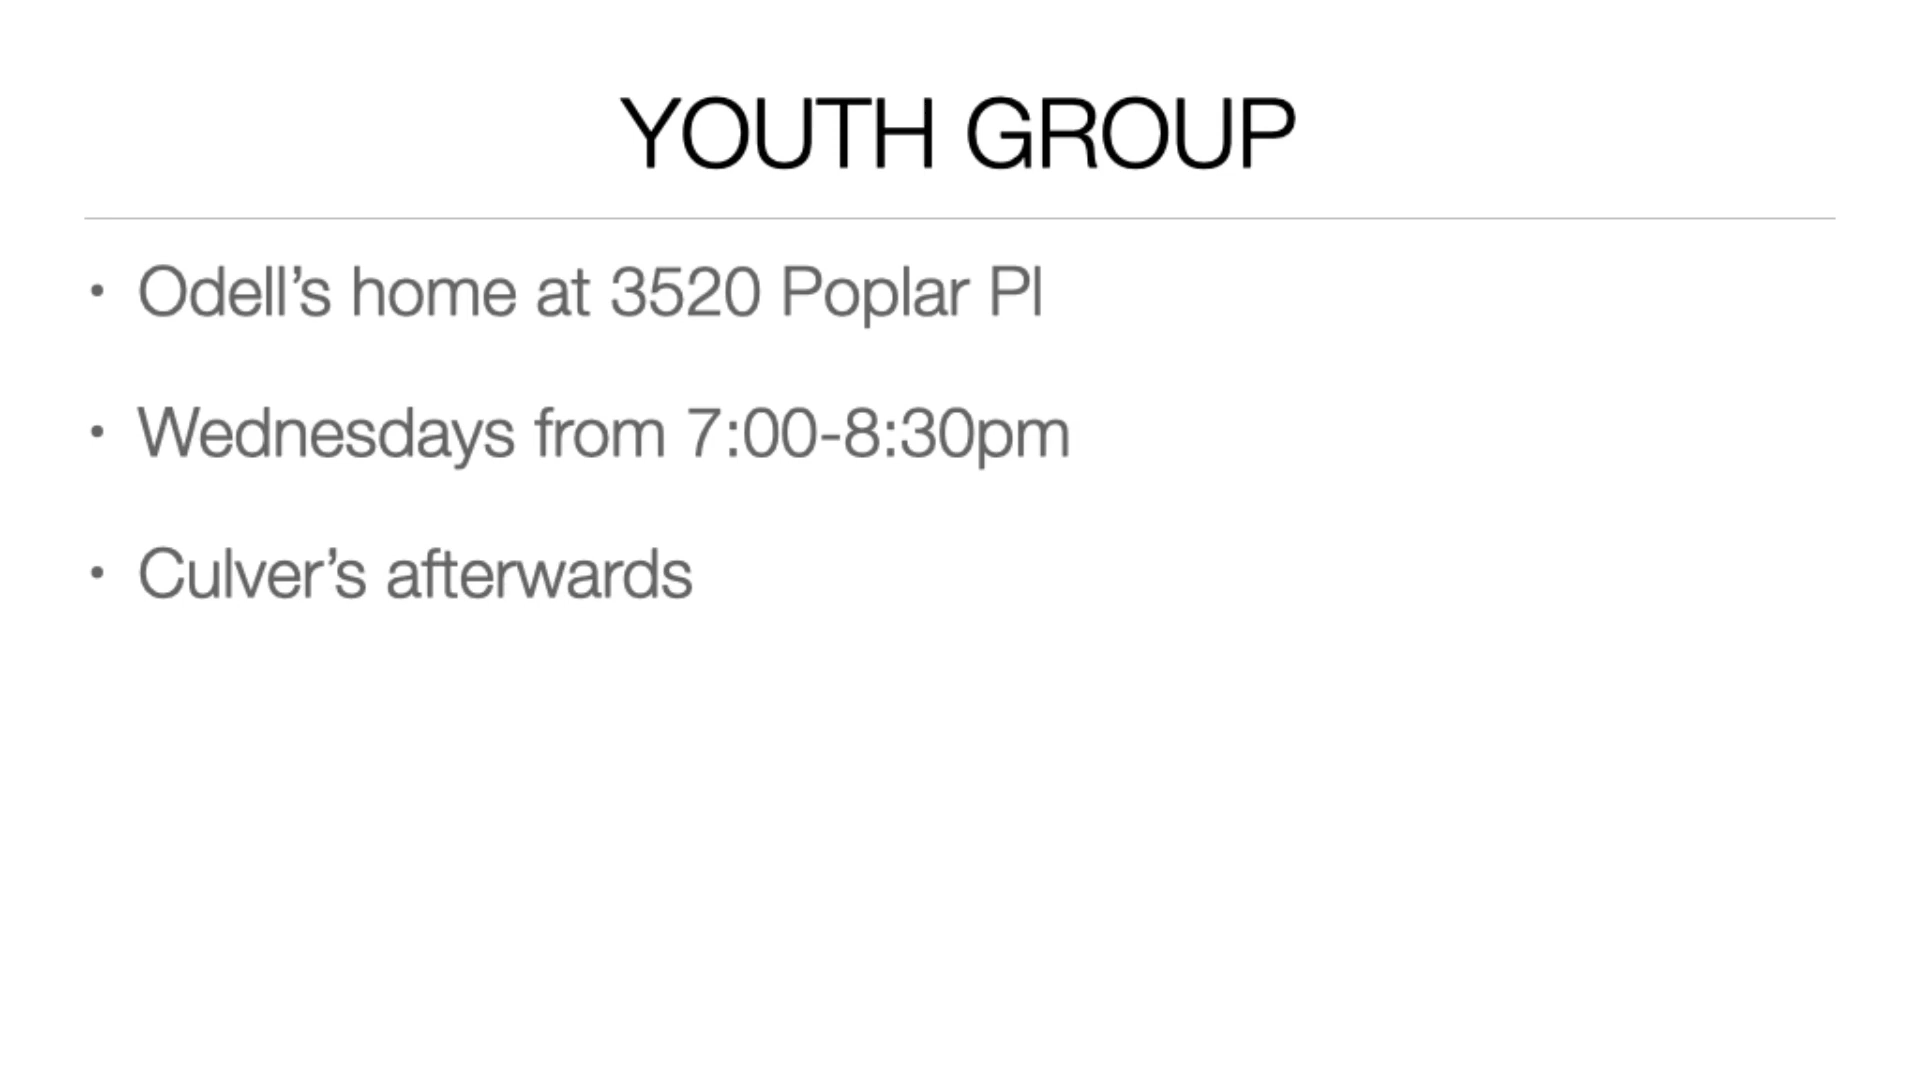 YOUTH GROUP
• Odell’s home at 3520 Poplar Pl
• Wednesdays from 7:00-8:30pm
• Culver’s afterwards